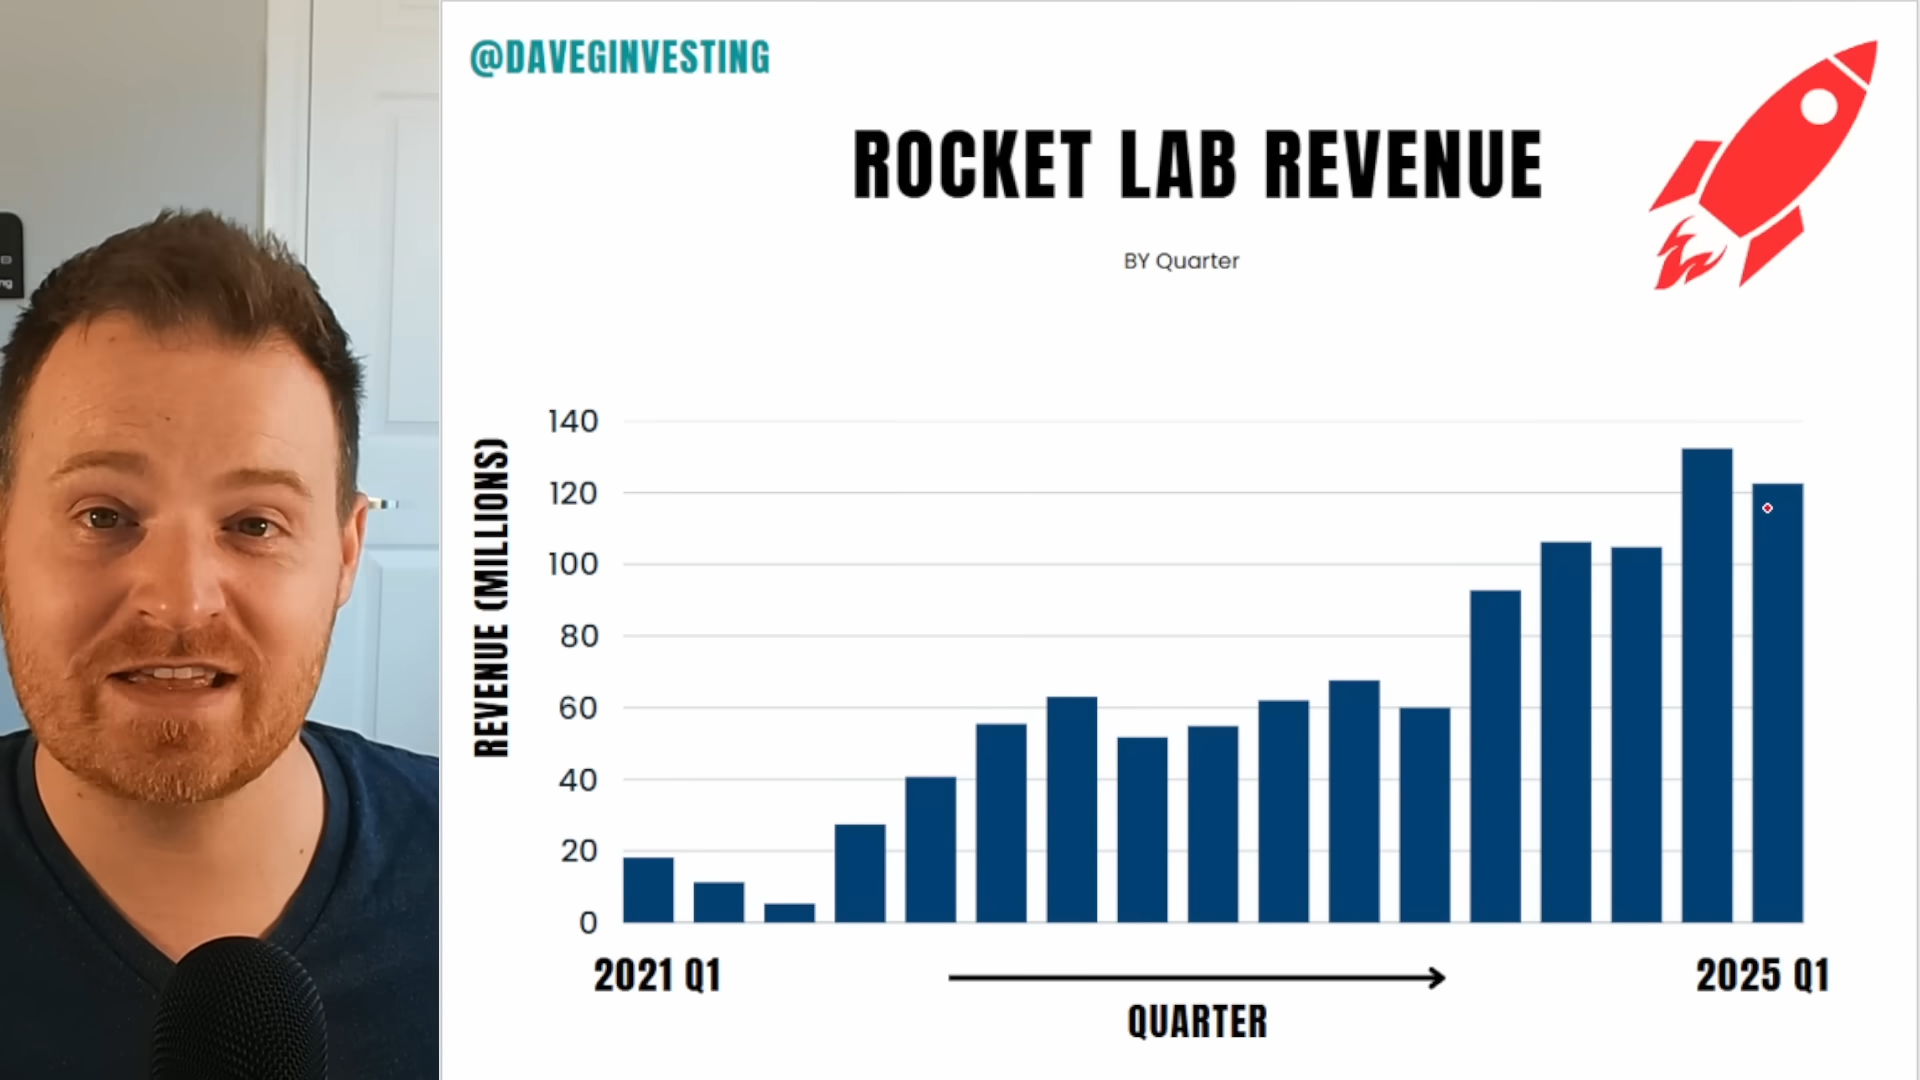 @DAVEGINVESTING
ROCKET LAB REVENUE
BY Quarter
REVENUE (MILLIONS)
140
120
100
80
60
40
20
0
2021 Q1
2025 Q1
QUARTER
ng